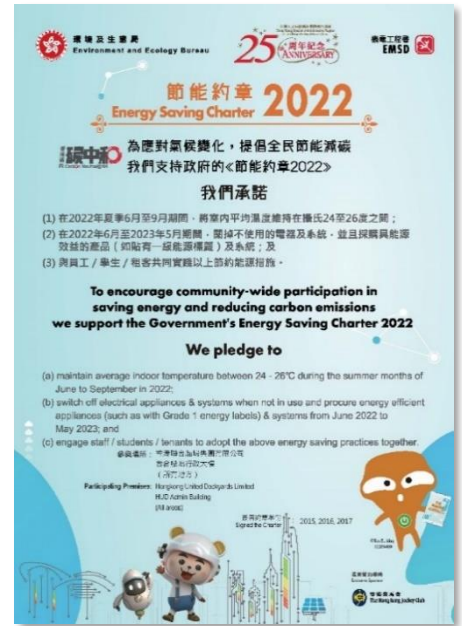 環境及生態局
Environment and Ecology Bureau
25 周年紀念
ANNIVERSARY
機電工程署
EMSD
節能約章
Energy Saving Charter 2022
碳中和
為應對氣候變化，提倡全民節能減碳
我們支持政府的《節能約章2022》
我們承諾
(1) 在2022年夏季6月至9月期間，將室內平均溫度維持在攝氏24至26度之間；
(2) 在2022年6月至2023年5月期間，關掉不使用的電器及系統，並且採購具能源
效益的產品（如貼有一級能源標籤）及系統；及
(3) 與員工 / 學生 / 租客共同實踐以上節約能源措施。
To encourage community-wide participation in
saving energy and reducing carbon emissions
we support the Government's Energy Saving Charter 2022
We pledge to
(a) maintain average indoor temperature between 24 - 26°C during the summer months of
June to September in 2022;
(b) switch off electrical appliances & systems when not in use and procure energy efficient
appliances (such as with Grade 1 energy labels) & systems from June 2022 to
May 2023; and
(c) engage staff / students / tenants to adopt the above energy saving practices together.
Participating Premises: Hongkong United Dockyards Limited
HUD Admin Building
(All areas)
Signed the Charter : 2015, 2016, 2017
The Hong Kong Jockey Club